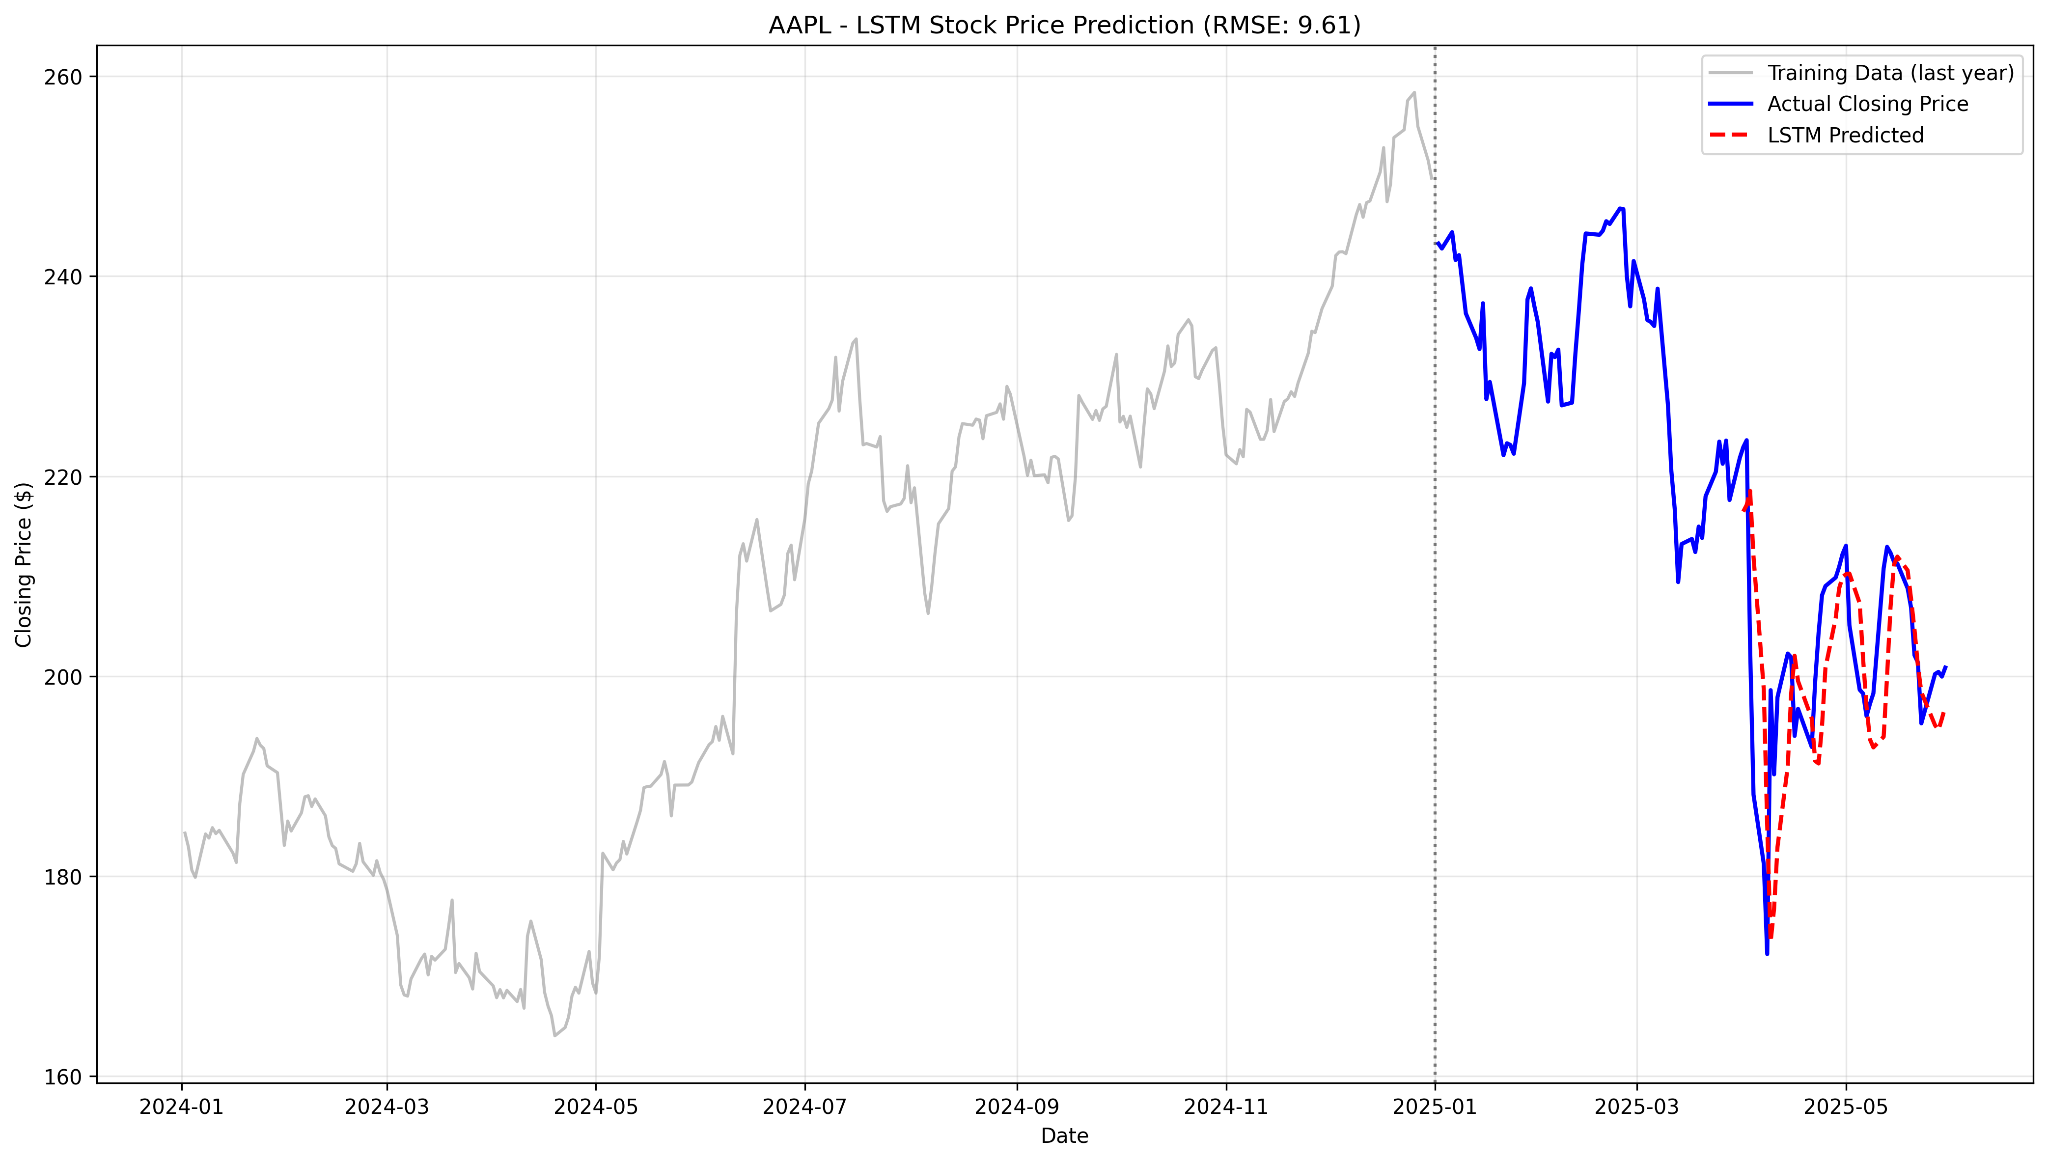 AAPL - LSTM Stock Price Prediction (RMSE: 9.61)
Training Data (last year)
Actual Closing Price
LSTM Predicted
Closing Price ($)
260
240
220
200
180
160
2024-01
2024-03
2024-05
2024-07
2024-09
2024-11
2025-01
2025-03
2025-05
Date